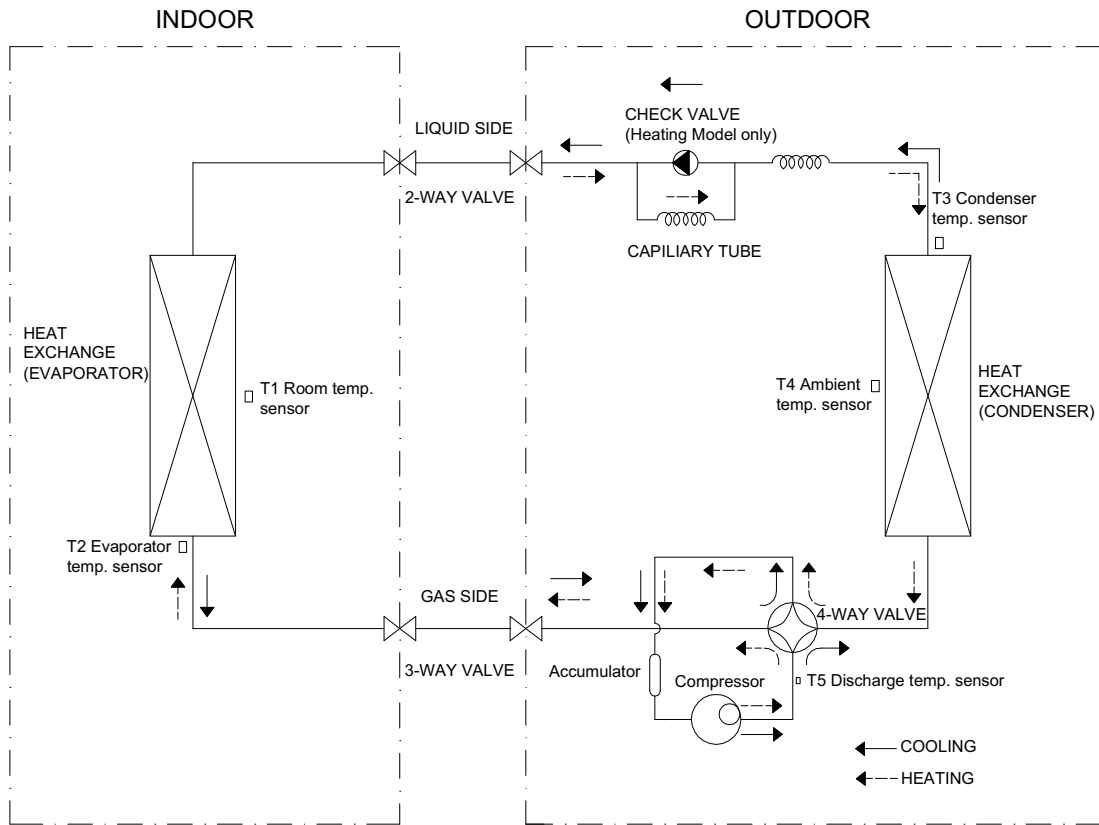 INDOOR
OUTDOOR
LIQUID SIDE
2-WAY VALVE
CHECK VALVE
(Heating Model only)
CAPILIARY TUBE
T3 Condenser
temp. sensor
HEAT
EXCHANGE
(EVAPORATOR)
T1 Room temp.
sensor
T4 Ambient
temp. sensor
HEAT
EXCHANGE
(CONDENSER)
T2 Evaporator
temp. sensor
GAS SIDE
3-WAY VALVE
4-WAY VALVE
Accumulator
Compressor
T5 Discharge temp. sensor
COOLING
HEATING